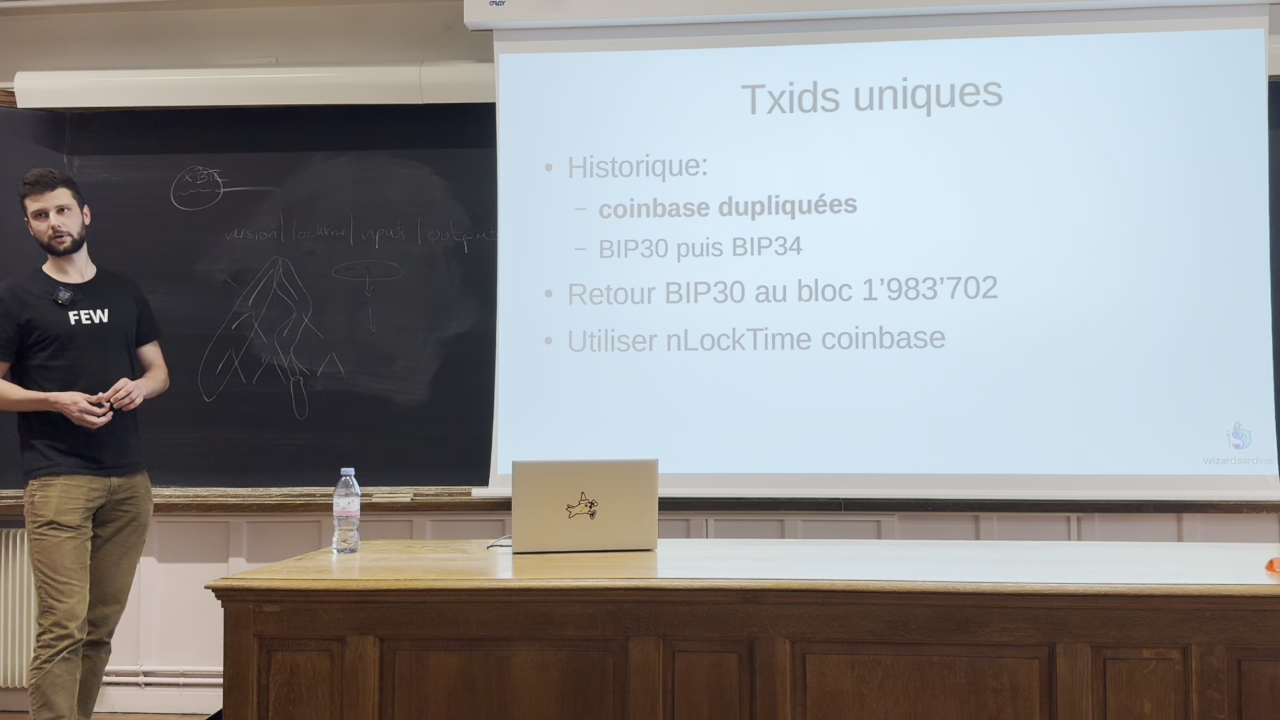 Txids uniques
• Historique:
– coinbase dupliquées
– BIP30 puis BIP34
• Retour BIP30 au bloc 1’983’702
• Utiliser nLockTime coinbase
wizardsardine
FEW
version | locktime | inputs | outputs